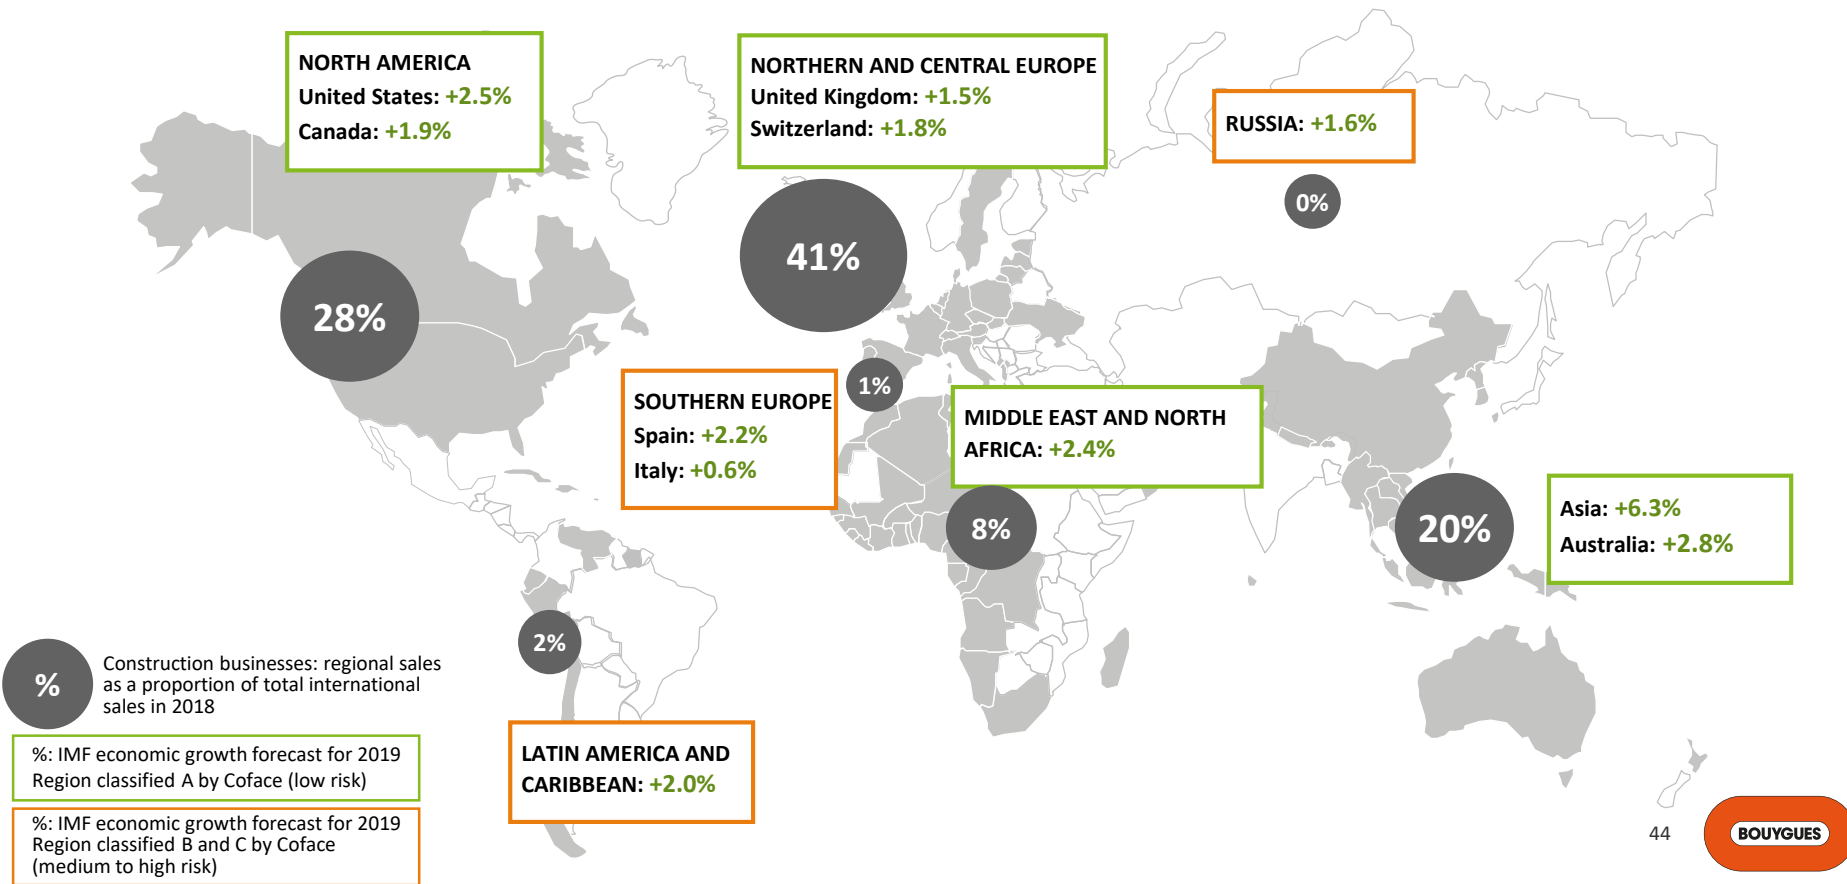 NORTH AMERICA
United States: +2.5%
Canada: +1.9%
NORTHERN AND CENTRAL EUROPE
United Kingdom: +1.5%
Switzerland: +1.8%
RUSSIA: +1.6%
0%
41%
28%
1%
SOUTHERN EUROPE
Spain: +2.2%
Italy: +0.6%
MIDDLE EAST AND NORTH
AFRICA: +2.4%
8%
20%
Asia: +6.3%
Australia: +2.8%
2%
LATIN AMERICA AND
CARIBBEAN: +2.0%
%
Construction businesses: regional sales
as a proportion of total international
sales in 2018
%: IMF economic growth forecast for 2019
Region classified A by Coface (low risk)
%: IMF economic growth forecast for 2019
Region classified B and C by Coface
(medium to high risk)
44
BOUYGUES